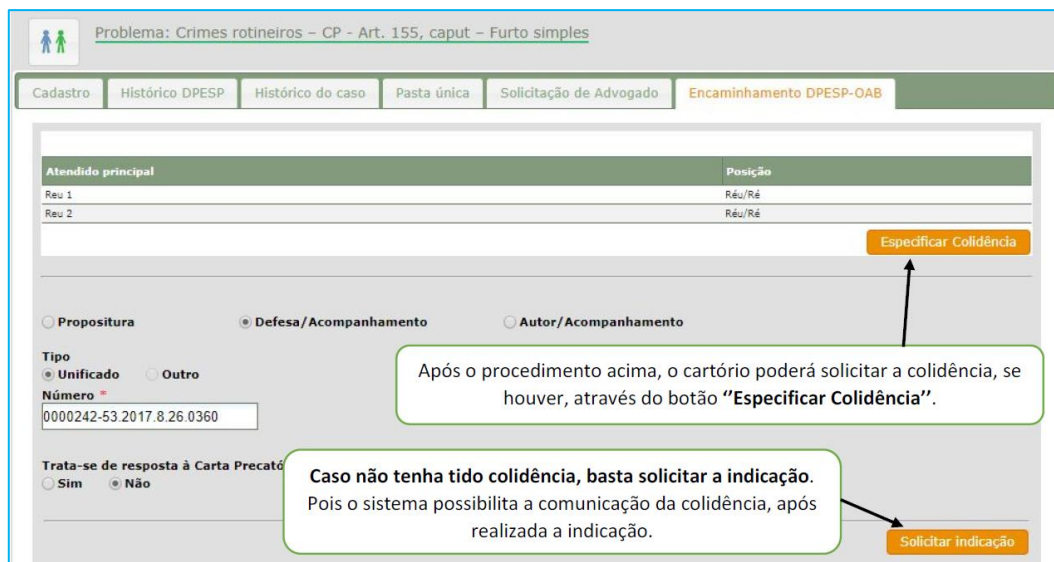 Problema: Crimes rotineiros – CP - Art. 155, caput – Furto simples
Cadastro Histórico DPESP Histórico do caso Pasta única Solicitação de Advogado Encaminhamento DPESP-OAB
Atendido principal Posição
Reu 1 Réu/Ré
Reu 2 Réu/Ré
Especificar Colidência
Propositura Defesa/Acompanhamento Autor/Acompanhamento
Tipo
Unificado Outro
Número *
0000242-53.2017.8.26.0360
Após o procedimento acima, o cartório poderá solicitar a colidência, se
houver, através do botão ‘’Especificar Colidência’’.
Trata-se de resposta à Carta Precató
Sim Não
Caso não tenha tido colidência, basta solicitar a indicação.
Pois o sistema possibilita a comunicação da colidência, após
realizada a indicação.
Solicitar indicação